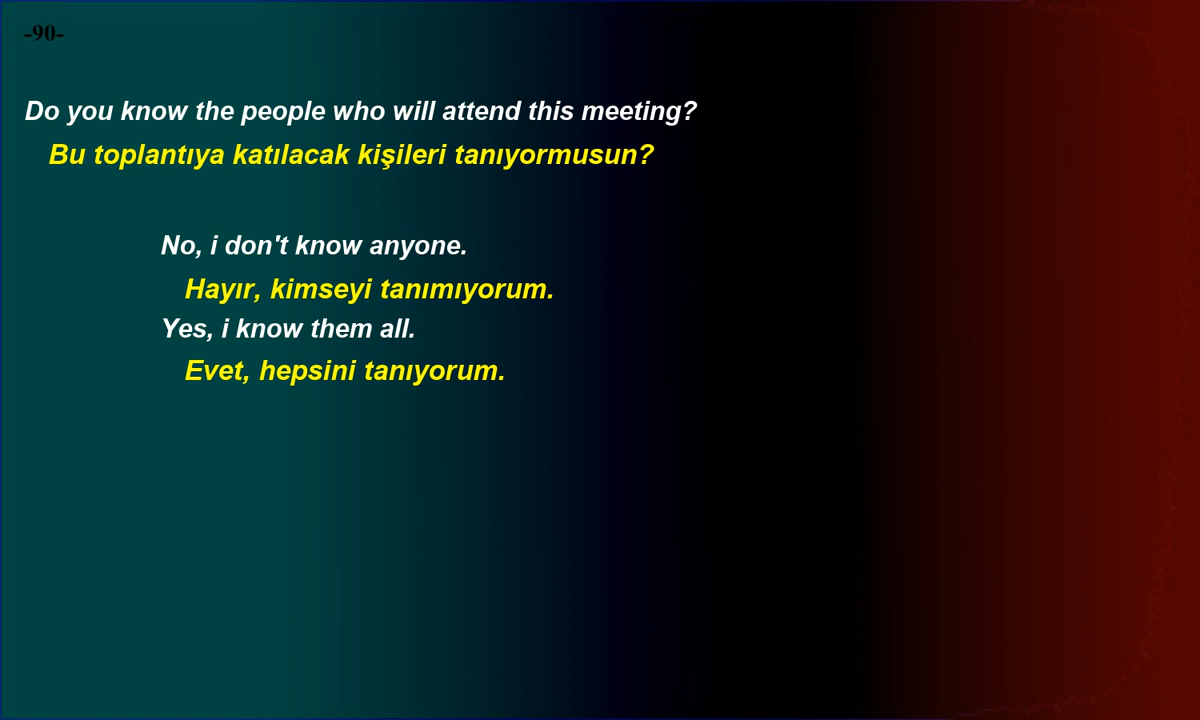 -90-
Do you know the people who will attend this meeting?
Bu toplantıya katılacak kişileri tanıyormusun?
No, i don't know anyone.
Hayır, kimseyi tanımıyorum.
Yes, i know them all.
Evet, hepsini tanıyorum.